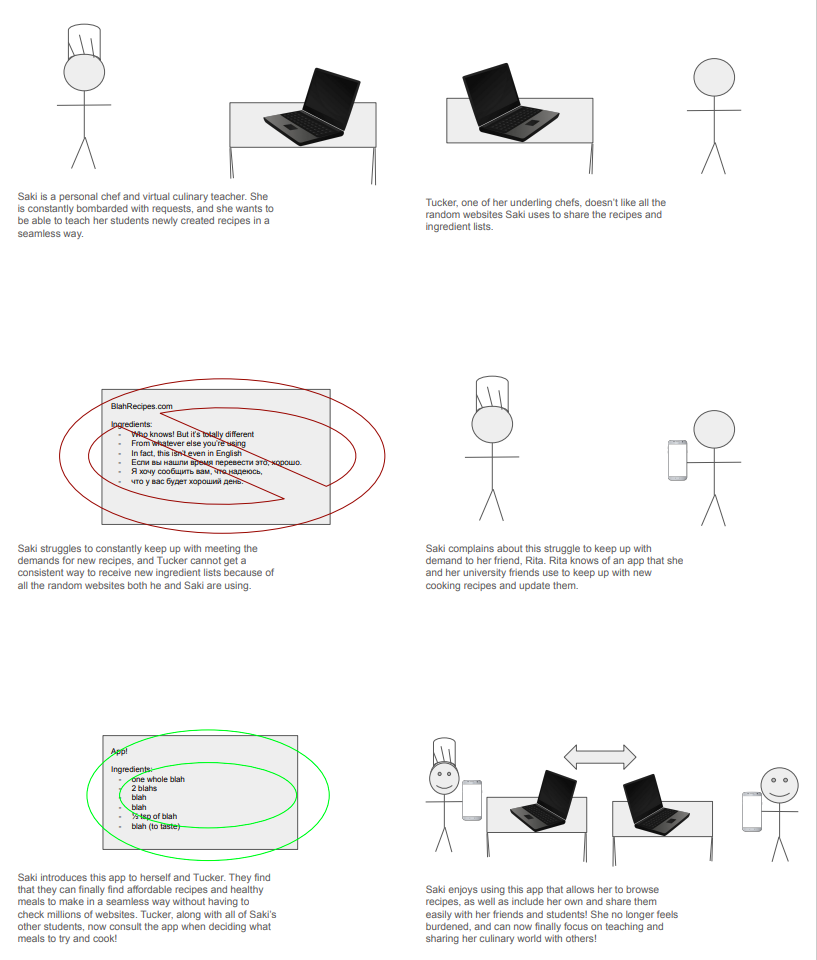 Saki is a personal chef and virtual culinary teacher. She
is constantly bombarded with requests, and she wants to
be able to teach her students newly created recipes in a
seamless way.
Tucker, one of her underling chefs, doesn't like all the
random websites Saki uses to share the recipes and
ingredient lists.
BlahRecipes.com
Ingredients:
- Who knows! But it's totally different
- From whatever else you're using
- In fact, this isn't even in English
- Если вы нашли время перевести это, хорошо.
- Я хочу сообщить вам, что надеюсь,
- что у вас будет хороший день.
Saki struggles to constantly keep up with meeting the
demands for new recipes, and Tucker cannot get a
consistent way to receive new ingredient lists because of
all the random websites both he and Saki are using.
Saki complains about this struggle to keep up with
demand to her friend, Rita. Rita knows of an app that she
and her university friends use to keep up with new
cooking recipes and update them.
App!
Ingredients:
- one whole blah
- 2 blahs
- blah
- blah
- ½ tsp of blah
- blah (to taste)
Saki introduces this app to herself and Tucker. They find
that they can finally find affordable recipes and healthy
meals to make in a seamless way without having to
check millions of websites. Tucker, along with all of Saki's
other students, now consult the app when deciding what
meals to try and cook!
Saki enjoys using this app that allows her to browse
recipes, as well as include her own and share them
easily with her friends and students! She no longer feels
burdened, and can now finally focus on teaching and
sharing her culinary world with others!